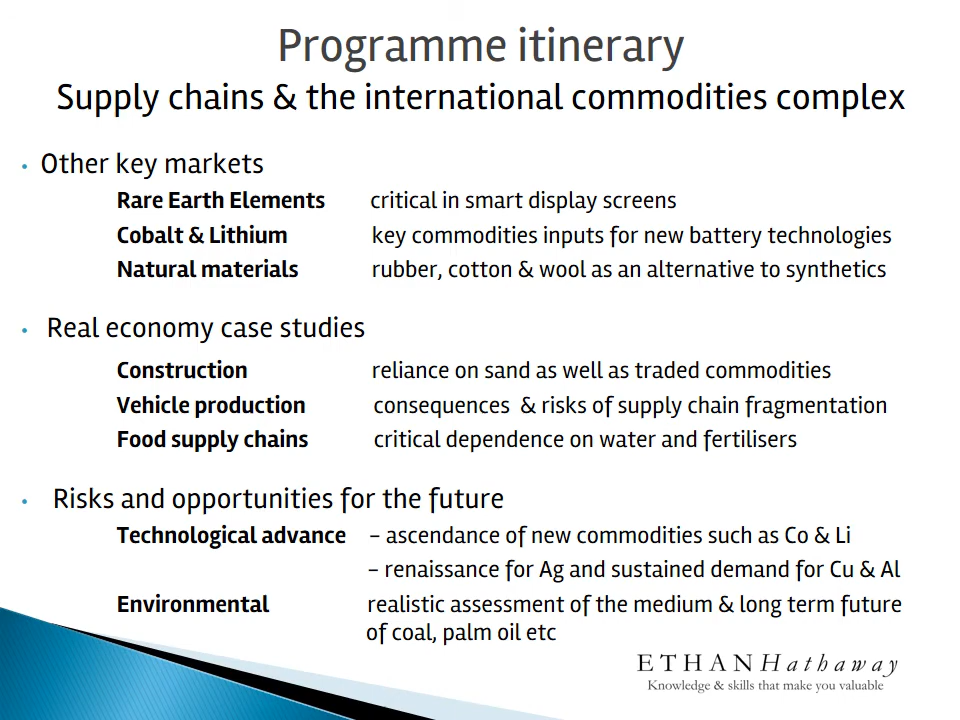 Programme itinerary
Supply chains & the international commodities complex
• Other key markets
Rare Earth Elements critical in smart display screens
Cobalt & Lithium key commodities inputs for new battery technologies
Natural materials rubber, cotton & wool as an alternative to synthetics
• Real economy case studies
Construction reliance on sand as well as traded commodities
Vehicle production consequences & risks of supply chain fragmentation
Food supply chains critical dependence on water and fertilisers
• Risks and opportunities for the future
Technological advance – ascendance of new commodities such as Co & Li
– renaissance for Ag and sustained demand for Cu & Al
Environmental realistic assessment of the medium & long term future
of coal, palm oil etc
ETHANHathaway
Knowledge & skills that make you valuable